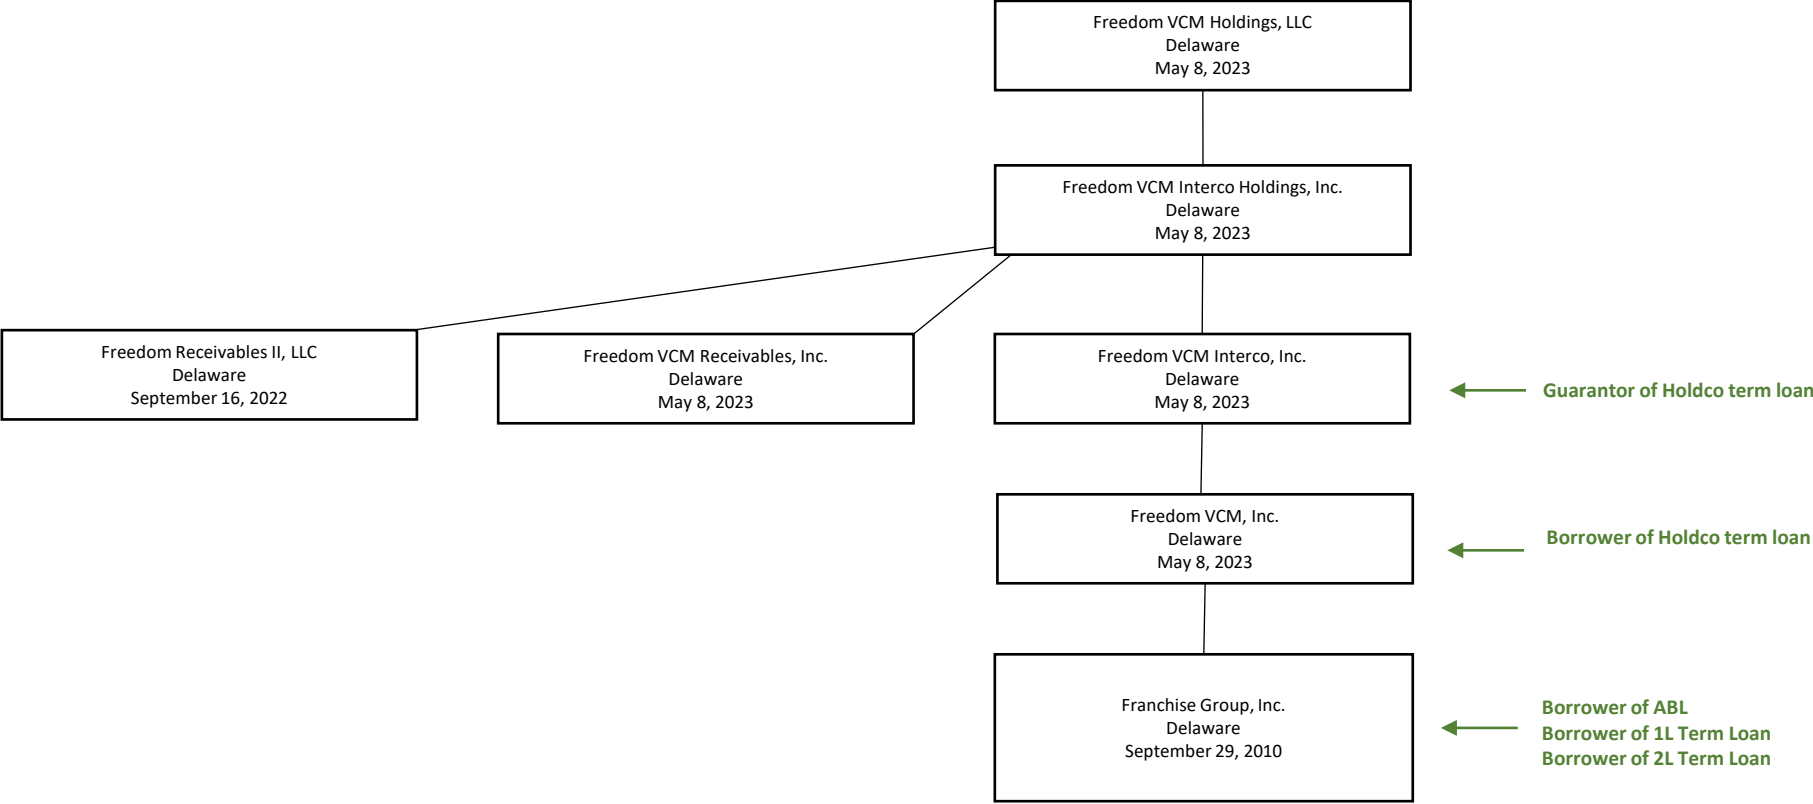 Freedom VCM Holdings, LLC
Delaware
May 8, 2023
Freedom VCM Interco Holdings, Inc.
Delaware
May 8, 2023
Freedom Receivables II, LLC
Delaware
September 16, 2022
Freedom VCM Receivables, Inc.
Delaware
May 8, 2023
Freedom VCM Interco, Inc.
Delaware
May 8, 2023
Guarantor of Holdco term loan
Freedom VCM, Inc.
Delaware
May 8, 2023
Borrower of Holdco term loan
Franchise Group, Inc.
Delaware
September 29, 2010
Borrower of ABL
Borrower of 1L Term Loan
Borrower of 2L Term Loan